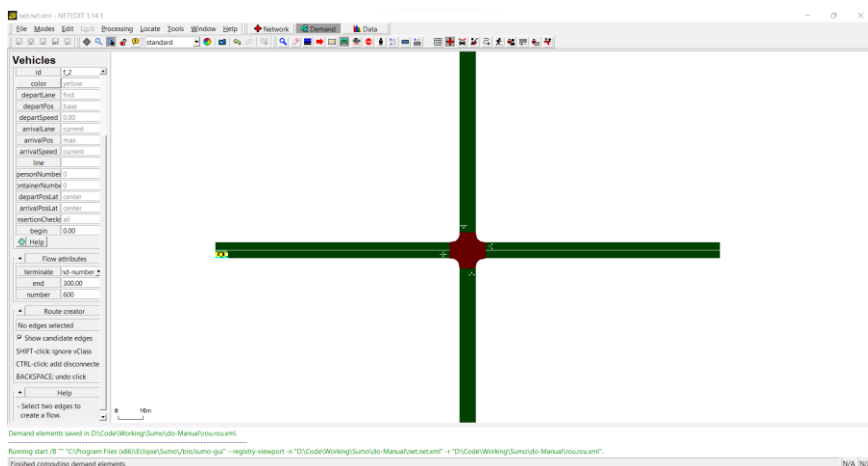 net.net.xml - NETEDIT 1.14.1
File Modes Edit Lock Processing Locate Tools Window Help Network Demand Data
standard
Vehicles
id f_2
color yellow
departLane first
departPos base
departSpeed 0.00
arrivalLane current
arrivalPos max
arrivalSpeed current
line
personNumber 0
ontainerNumbe 0
departPosLat center
arrivalPosLat center
nsertionChecks all
begin 0.00
Help
Flow attributes
terminate nd-number
end 300.00
number 600
Route creator
No edges selected
Show candidate edges
SHIFT-click: ignore vClass
CTRL-click: add disconnecte
BACKSPACE: undo click
Help
- Select two edges to
create a flow.
0 10m
Demand elements saved in D:\Code\Working\Sumo\do-Manual\rou.rou.xml.
Running start /B "" "C:\Program Files (x86)\Eclipse\Sumo\/bin/sumo-gui" --registry-viewport -n "D:\Code\Working\Sumo\do-Manual\net.net.xml" -r "D:\Code\Working\Sumo\do-Manual\rou.rou.xml".
Finished computing demand elements.
N/A N/